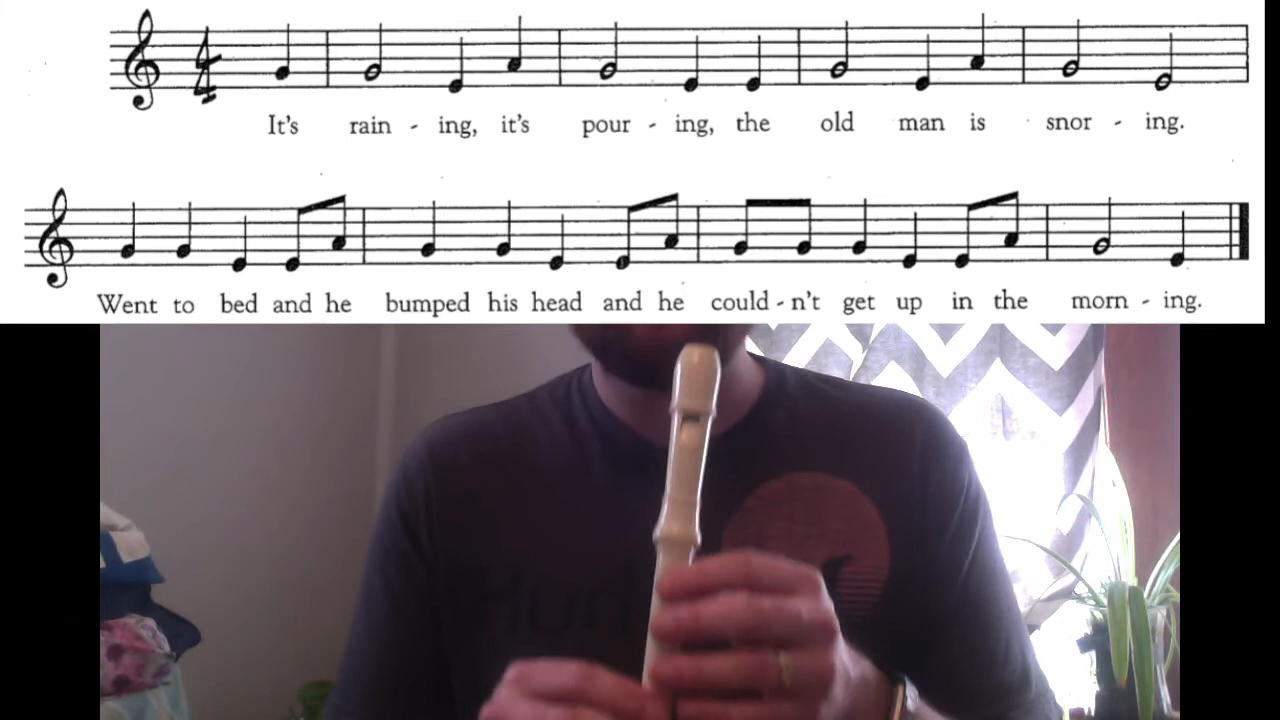 It's rain - ing, it's pour - ing, the old man is snor - ing.
Went to bed and he bumped his head and he could - n't get up in the morn - ing.